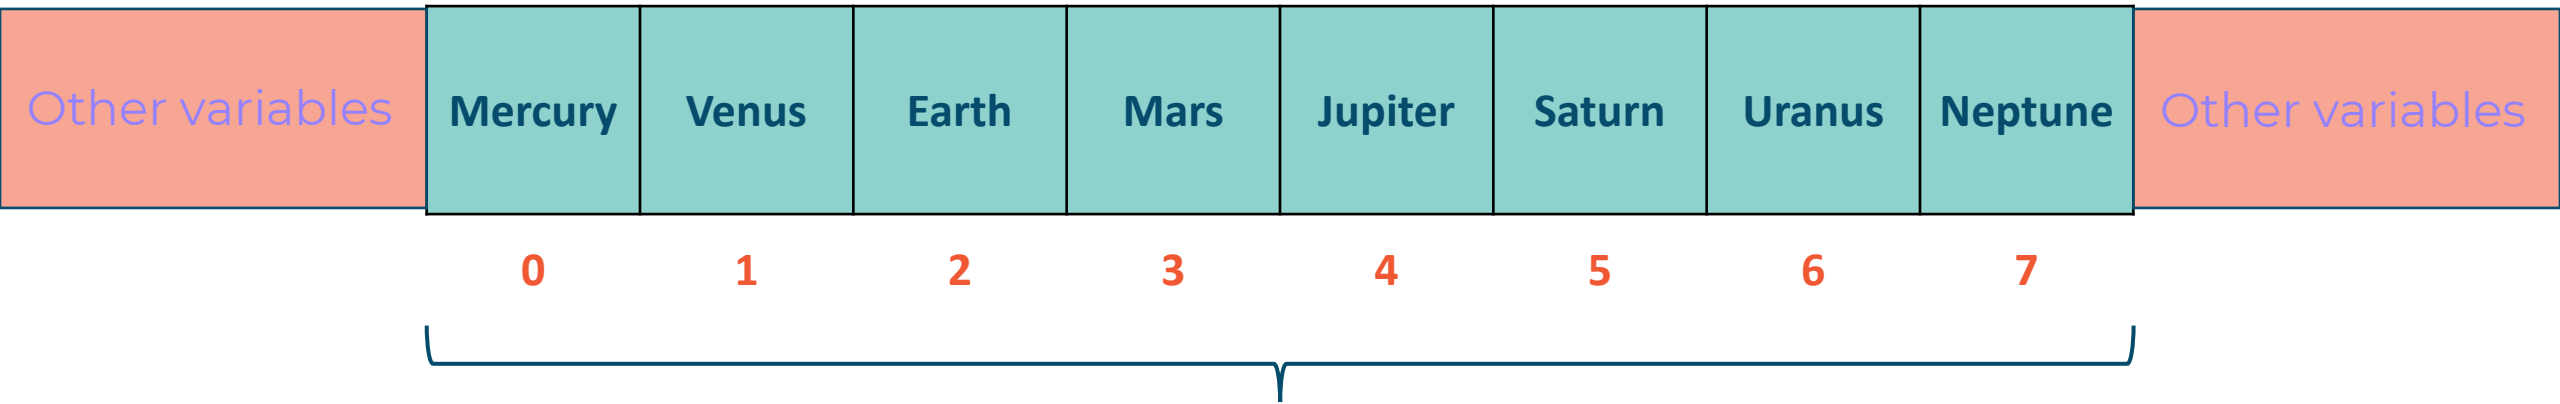 Other variables Mercury Venus Earth Mars Jupiter Saturn Uranus Neptune Other variables
0 1 2 3 4 5 6 7